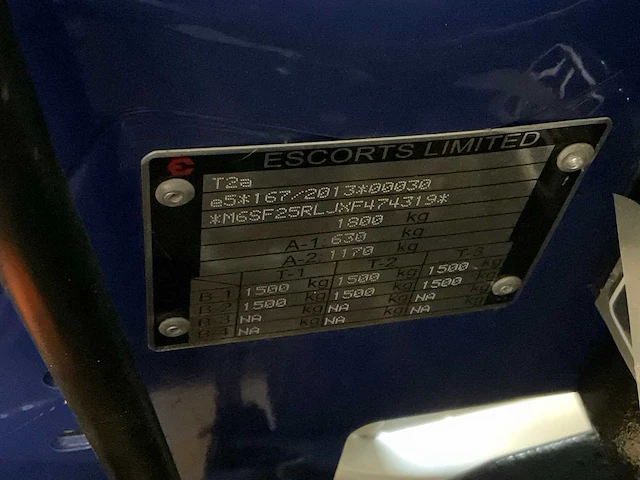 ESCORTS LIMITED
T2a
e5*167/2013*00030
*M6SF25RLJXF474319*
1800 kg
A-1: 630 kg
A-2: 1170 kg
T-1 T-2 T-3
B-1 1500 kg 1500 kg 1500 kg
B-2 1500 kg 1500 kg 1500 kg
B-3 NA kg NA kg NA kg
B-4 NA kg NA kg NA kg